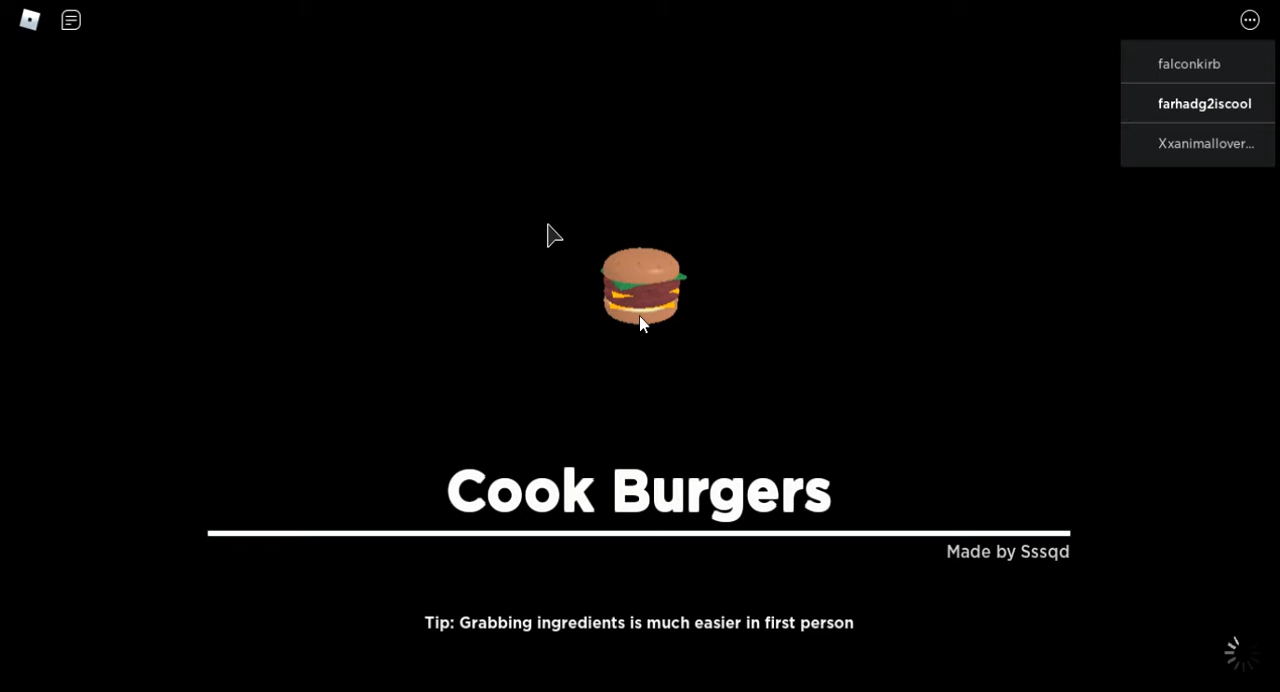 falconkirb
farhadg2iscool
Xxanimallover...
Cook Burgers
Made by Sssqd
Tip: Grabbing ingredients is much easier in first person